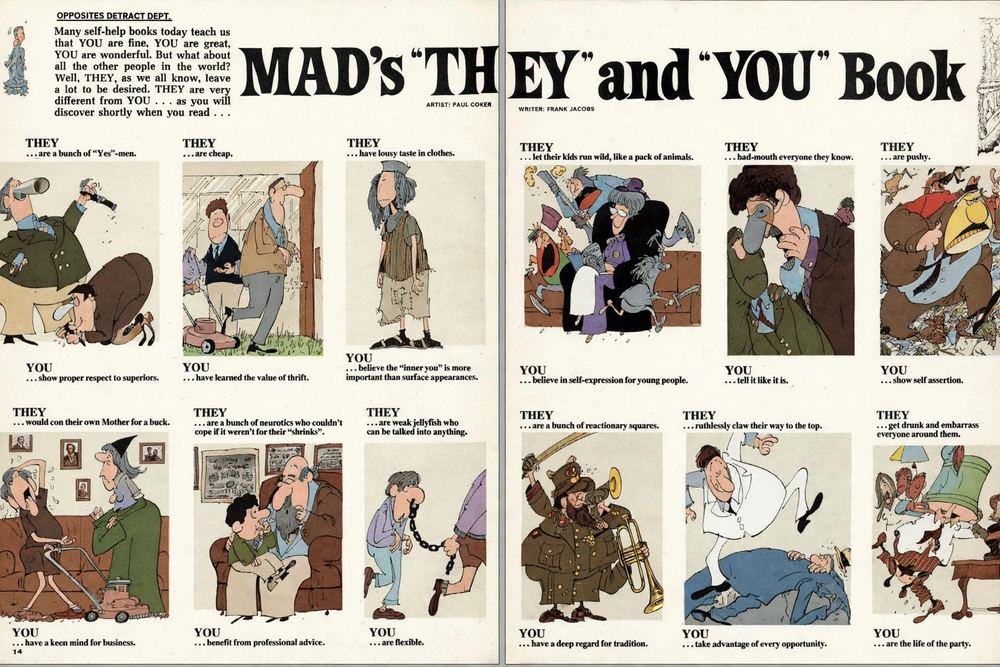 OPPOSITES DETRACT DEPT.
Many self-help books today teach us
that YOU are fine, YOU are great,
YOU are wonderful. But what about
all the other people in the world?
Well, THEY, as we all know, leave
a lot to be desired. THEY are very
different from YOU . . . as you will
discover shortly when you read . . .
MAD's "THEY" and "YOU" Book
ARTIST: PAUL COKER
WRITER: FRANK JACOBS
THEY
...are a bunch of "Yes"-men.
YOU
...show proper respect to superiors.
THEY
...are cheap.
YOU
...have learned the value of thrift.
THEY
...have lousy taste in clothes.
YOU
...believe the "inner you" is more
important than surface appearances.
THEY
...let their kids run wild, like a pack of animals.
YOU
...believe in self-expression for young people.
THEY
...bad-mouth everyone they know.
YOU
...tell it like it is.
THEY
...are pushy.
YOU
...show self assertion.
THEY
...would con their own Mother for a buck.
YOU
...have a keen mind for business.
THEY
...are a bunch of neurotics who couldn't
cope if it weren't for their "shrinks".
YOU
...benefit from professional advice.
THEY
...are weak jellyfish who
can be talked into anything.
YOU
...are flexible.
THEY
...are a bunch of reactionary squares.
YOU
...have a deep regard for tradition.
THEY
...ruthlessly claw their way to the top.
YOU
...take advantage of every opportunity.
THEY
...get drunk and embarrass
everyone around them.
YOU
...are the life of the party.
14